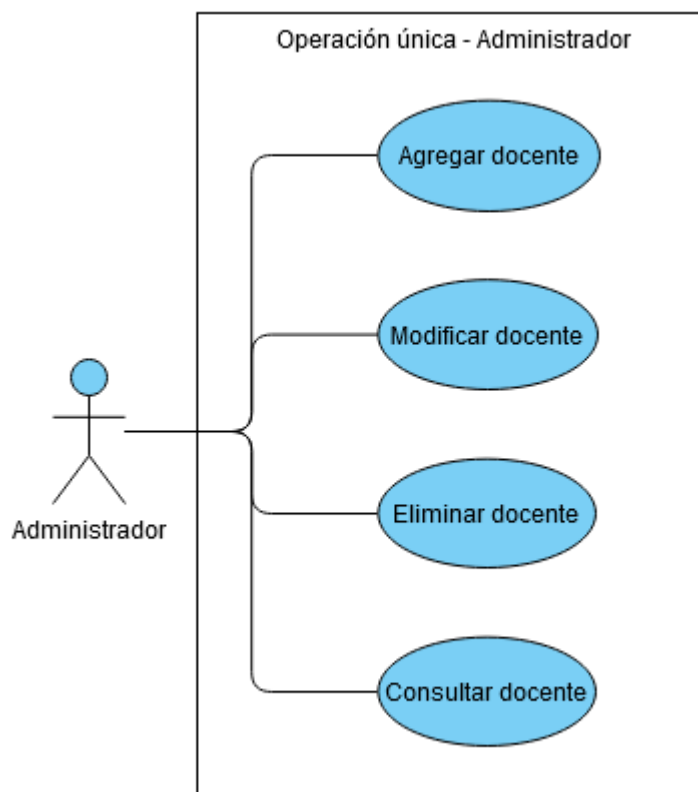 Operación única - Administrador
Agregar docente
Modificar docente
Administrador
Eliminar docente
Consultar docente